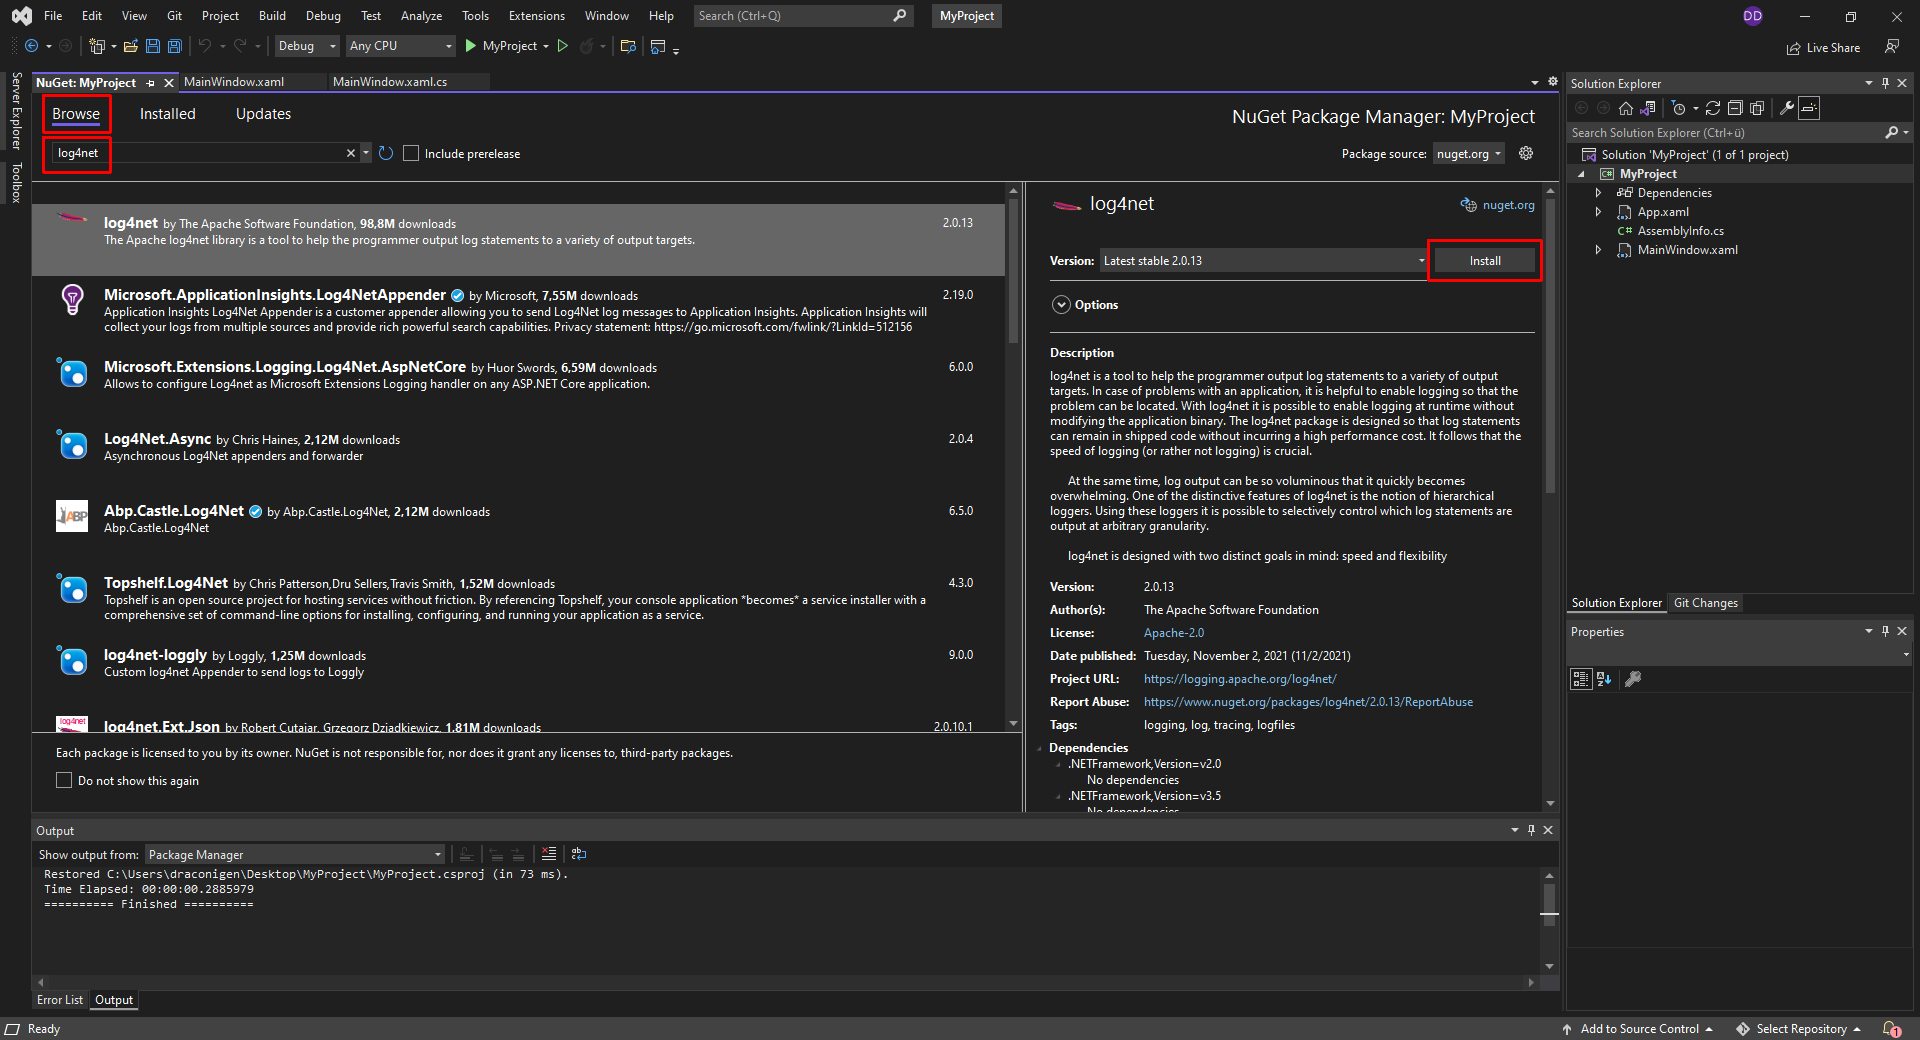 File Edit View Git Project Build Debug Test Analyze Tools Extensions Window Help Search (Ctrl+Q) MyProject DD
Debug Any CPU MyProject Live Share
Server Explorer
Toolbox
NuGet: MyProject MainWindow.xaml MainWindow.xaml.cs
Browse Installed Updates
NuGet Package Manager: MyProject
log4net
Include prerelease
Package source: nuget.org
log4net by The Apache Software Foundation, 98,8M downloads 2.0.13
The Apache log4net library is a tool to help the programmer output log statements to a variety of output targets.
Microsoft.ApplicationInsights.Log4NetAppender by Microsoft, 7,55M downloads 2.19.0
Application Insights Log4Net Appender is a customer appender allowing you to send Log4Net log messages to Application Insights. Application Insights will
collect your logs from multiple sources and provide rich powerful search capabilities. Privacy statement: https://go.microsoft.com/fwlink/?LinkId=512156
Microsoft.Extensions.Logging.Log4Net.AspNetCore by Huor Swords, 6,59M downloads 6.0.0
Allows to configure Log4net as Microsoft Extensions Logging handler on any ASP.NET Core application.
Log4Net.Async by Chris Haines, 2,12M downloads 2.0.4
Asynchronous Log4Net appenders and forwarder
ABP
Abp.Castle.Log4Net by Abp.Castle.Log4Net, 2,12M downloads 6.5.0
Abp.Castle.Log4Net
Topshelf.Log4Net by Chris Patterson,Dru Sellers,Travis Smith, 1,52M downloads 4.3.0
Topshelf is an open source project for hosting services without friction. By referencing Topshelf, your console application *becomes* a service installer with a
comprehensive set of command-line options for installing, configuring, and running your application as a service.
log4net-loggly by Loggly, 1,25M downloads 9.0.0
Custom log4net Appender to send logs to Loggly
log4net
log4net.Ext.Json by Robert Cutajar, Grzegorz Dziadkiewicz, 1,81M downloads 2.0.10.1
Each package is licensed to you by its owner. NuGet is not responsible for, nor does it grant any licenses to, third-party packages.
Do not show this again
log4net
nuget.org
Version: Latest stable 2.0.13 Install
Options
Description
log4net is a tool to help the programmer output log statements to a variety of output
targets. In case of problems with an application, it is helpful to enable logging so that the
problem can be located. With log4net it is possible to enable logging at runtime without
modifying the application binary. The log4net package is designed so that log statements
can remain in shipped code without incurring a high performance cost. It follows that the
speed of logging (or rather not logging) is crucial.
At the same time, log output can be so voluminous that it quickly becomes
overwhelming. One of the distinctive features of log4net is the notion of hierarchical
loggers. Using these loggers it is possible to selectively control which log statements are
output at arbitrary granularity.
log4net is designed with two distinct goals in mind: speed and flexibility
Version: 2.0.13
Author(s): The Apache Software Foundation
License: Apache-2.0
Date published: Tuesday, November 2, 2021 (11/2/2021)
Project URL: https://logging.apache.org/log4net/
Report Abuse: https://www.nuget.org/packages/log4net/2.0.13/ReportAbuse
Tags: logging, log, tracing, logfiles
Dependencies
.NETFramework,Version=v2.0
No dependencies
.NETFramework,Version=v3.5
No dependencies
Solution Explorer
Search Solution Explorer (Ctrl+ü)
Solution 'MyProject' (1 of 1 project)
C# MyProject
Dependencies
App.xaml
C# AssemblyInfo.cs
MainWindow.xaml
Solution Explorer Git Changes
Properties
Output
Show output from: Package Manager
Restored C:\Users\draconigen\Desktop\MyProject\MyProject.csproj (in 73 ms).
Time Elapsed: 00:00:00.2885979
========== Finished ==========
Error List Output
Ready Add to Source Control Select Repository 1